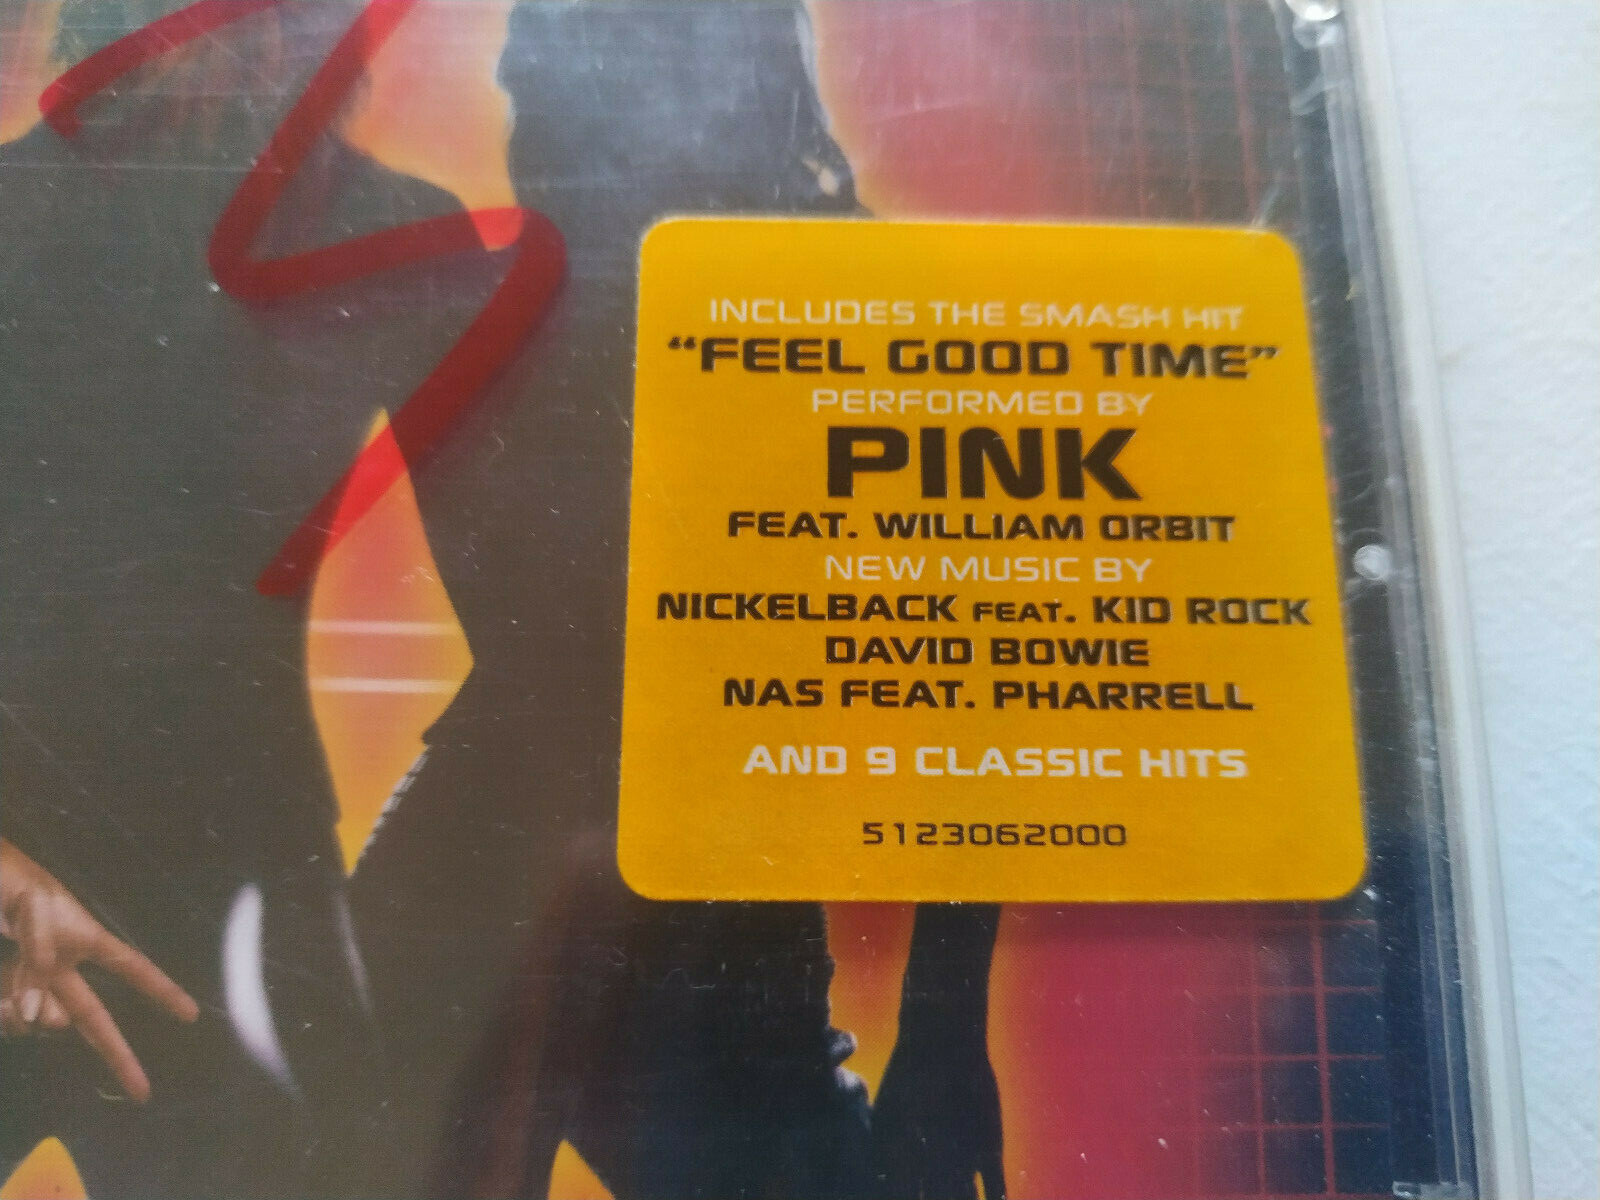 INCLUDES THE SMASH HIT
"FEEL GOOD TIME"
PERFORMED BY
PINK
FEAT. WILLIAM ORBIT
NEW MUSIC BY
NICKELBACK FEAT. KID ROCK
DAVID BOWIE
NAS FEAT. PHARRELL
AND 9 CLASSIC HITS
5123062000